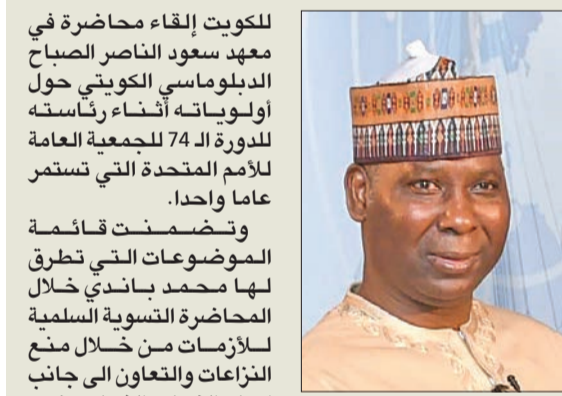 للكويت إلقاء محاضرة في
معهد سعود الناصر الصباح
الدبلوماسي الكويتي حول
أولوياته أثناء رئاسته
للدورة الـ 74 للجمعية العامة
للأمم المتحدة التي تستمر
عاما واحدا.
وتضمنت قائمة
الموضوعات التي تطرق
لها محمد باندي خلال
المحاضرة التسوية السلمية
للأزمات من خلال منع
النزاعات والتعاون الى جانب